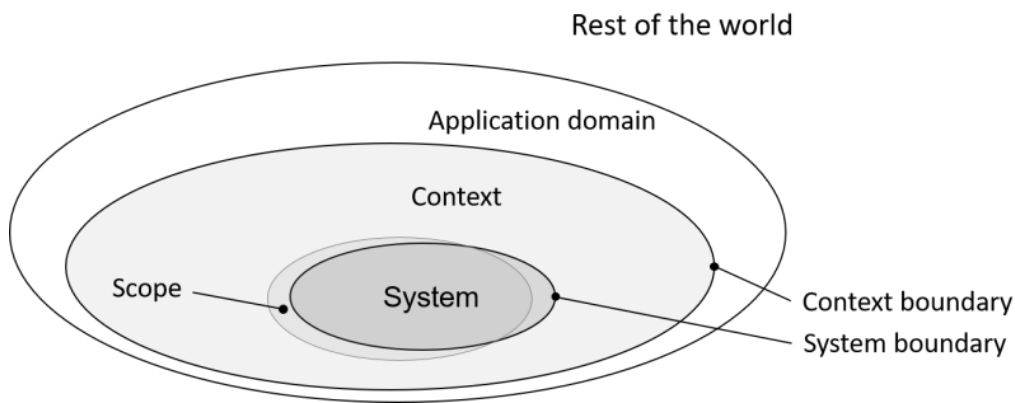 Rest of the world
Application domain
Context
Scope
System
Context boundary
System boundary